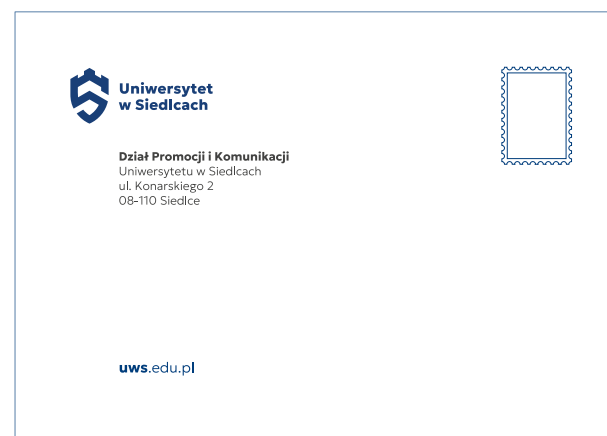 Uniwersytet
w Siedlcach
Dział Promocji i Komunikacji
Uniwersytetu w Siedlcach
ul. Konarskiego 2
08-110 Siedlce
uws.edu.pl